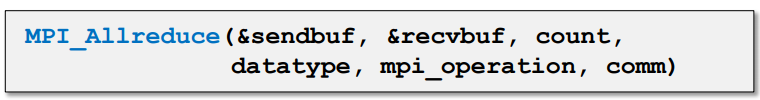 MPI_Allreduce(&sendbuf, &recvbuf, count,
datatype, mpi_operation, comm)